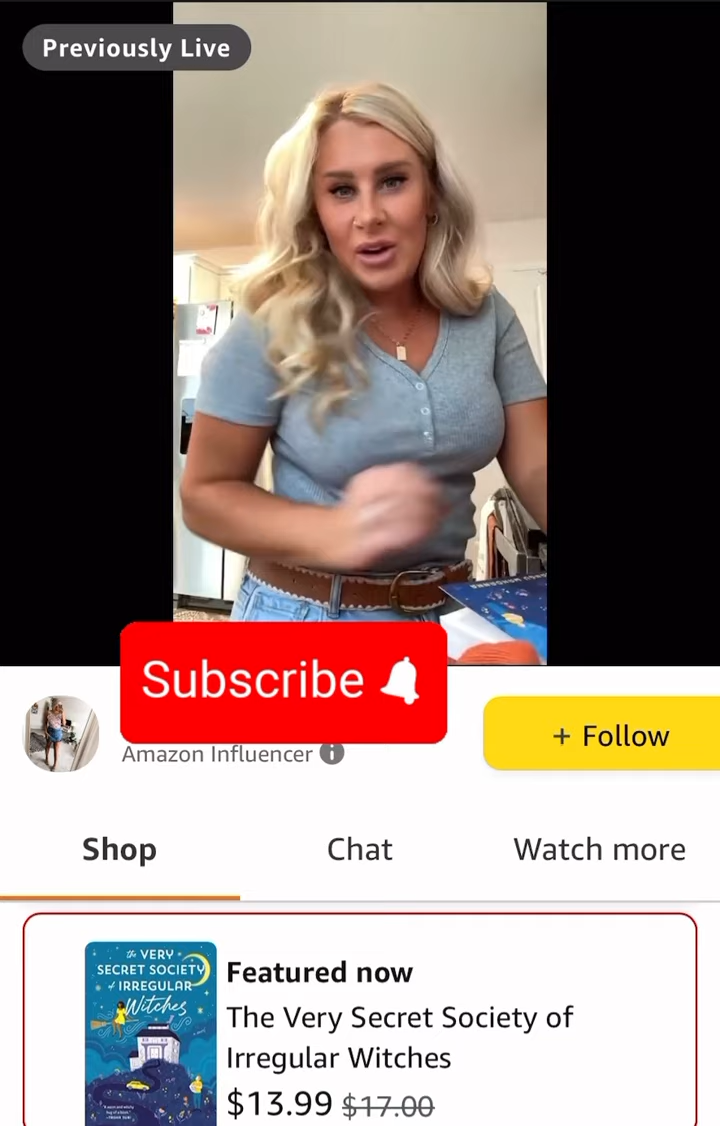 Previously Live
Subscribe
Amazon Influencer
+ Follow
Shop
Chat
Watch more
the VERY
SECRET SOCIETY
of IRREGULAR
Witches
Featured now
The Very Secret Society of
Irregular Witches
$13.99 $17.00